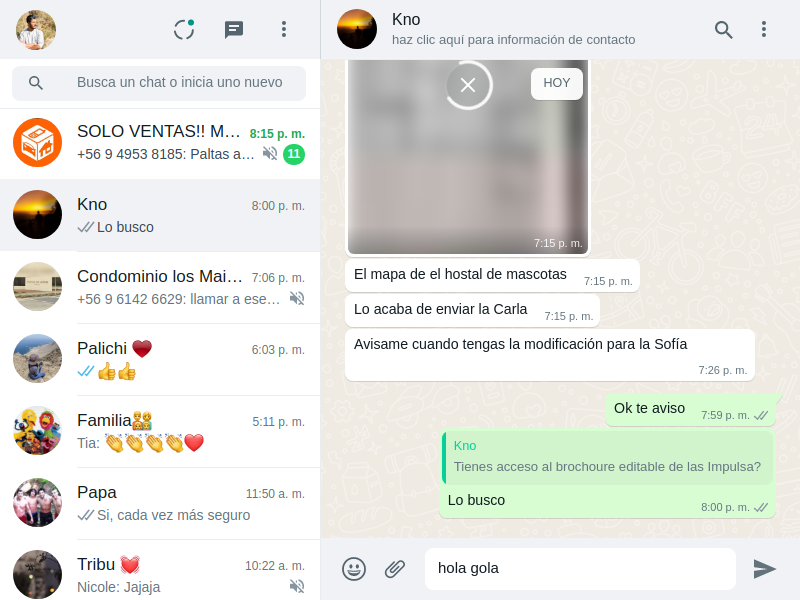 Kno
haz clic aquí para información de contacto
Busca un chat o inicia uno nuevo
SOLO VENTAS!! M... 8:15 p. m.
+56 9 4953 8185: Paltas a... 11
Kno 8:00 p. m.
Lo busco
Condominio los Mai... 7:06 p. m.
+56 9 6142 6629: llamar a ese...
Palichi ❤️ 6:03 p. m.
👍👍
Familia👨‍👩‍👧‍👦 5:11 p. m.
Tia: 👏👏👏👏❤️
Papa 11:50 a. m.
Si, cada vez más seguro
Tribu 💓 10:22 a. m.
Nicole: Jajaja
HOY
7:15 p. m.
El mapa de el hostal de mascotas 7:15 p. m.
Lo acaba de enviar la Carla 7:15 p. m.
Avisame cuando tengas la modificación para la Sofía
7:26 p. m.
Ok te aviso 7:59 p. m.
Kno
Tienes acceso al brochoure editable de las Impulsa?
Lo busco
8:00 p. m.
hola gola